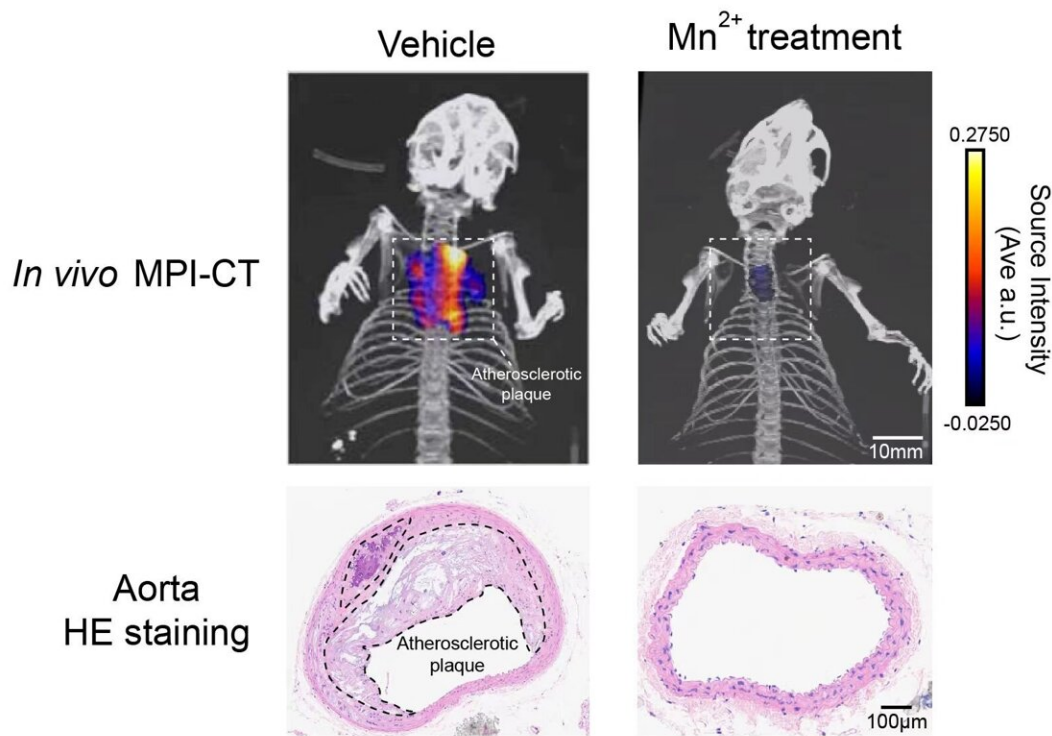 Vehicle
Mn²⁺ treatment
In vivo MPI-CT
Atherosclerotic
plaque
10mm
0.2750
Source Intensity
(Ave a.u.)
-0.0250
Aorta
HE staining
Atherosclerotic
plaque
100μm